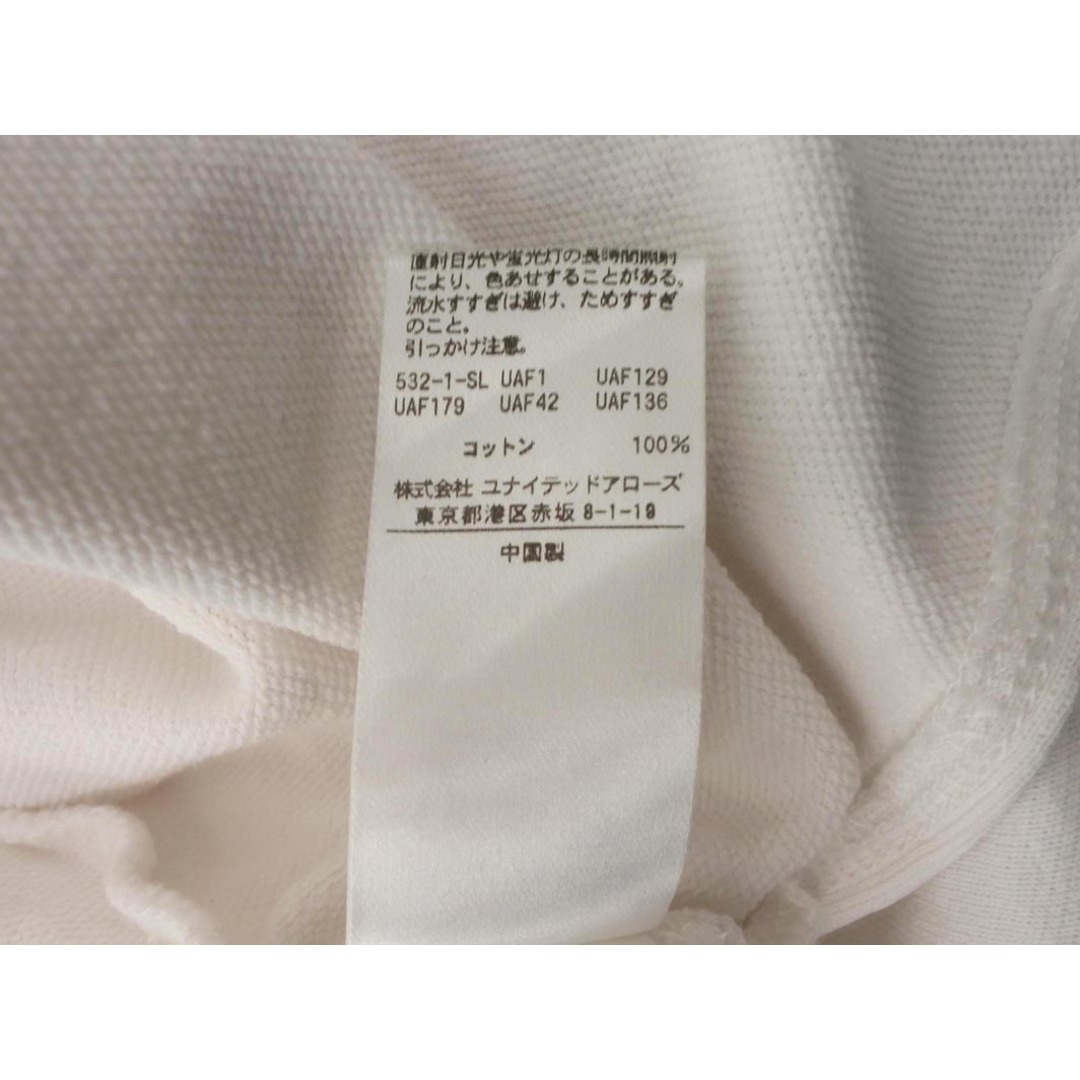 直射日光や蛍光灯の長時間照射
により、色あせすることがある。
流水すすぎは避け、ためすすぎ
のこと。
引っかけ注意。
532-1-SL UAF1 UAF129
UAF179 UAF42 UAF136
コットン 100%
株式会社 ユナイテッドアローズ
東京都港区赤坂 8-1-19
中国製